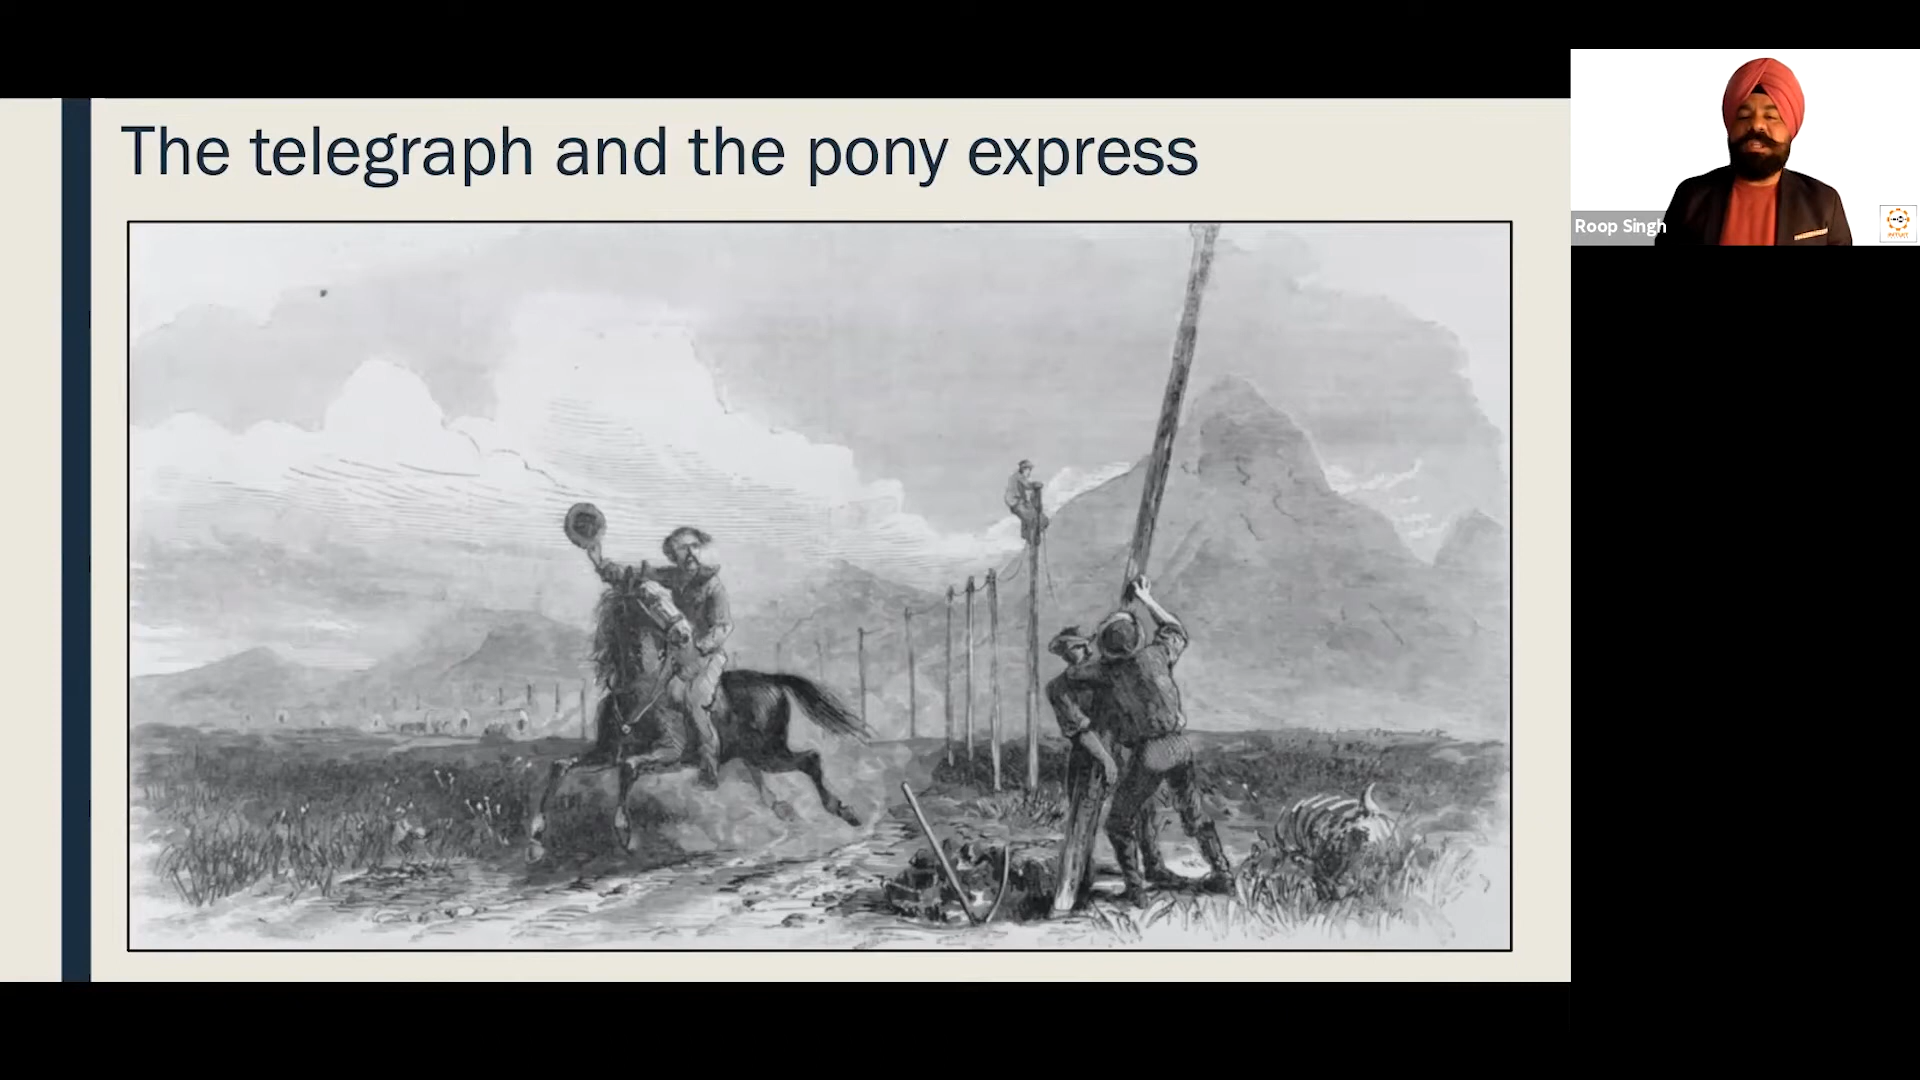 The telegraph and the pony express
Roop Singh